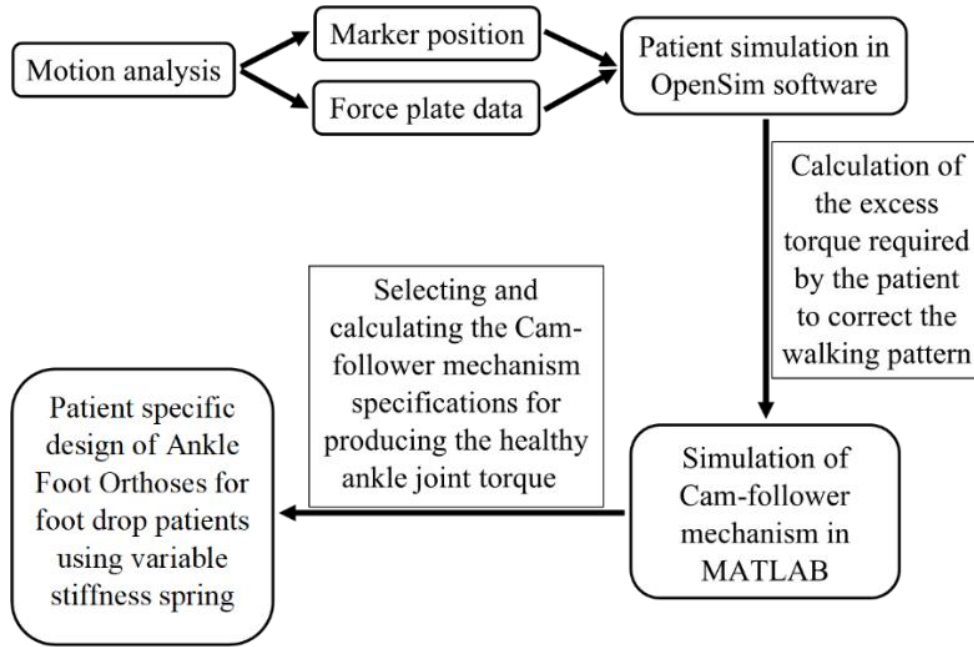 Motion analysis
Marker position
Force plate data
Patient simulation in
OpenSim software
Calculation of
the excess
torque required
by the patient
to correct the
walking pattern
Simulation of
Cam-follower
mechanism in
MATLAB
Selecting and
calculating the Cam-
follower mechanism
specifications for
producing the healthy
ankle joint torque
Patient specific
design of Ankle
Foot Orthoses for
foot drop patients
using variable
stiffness spring